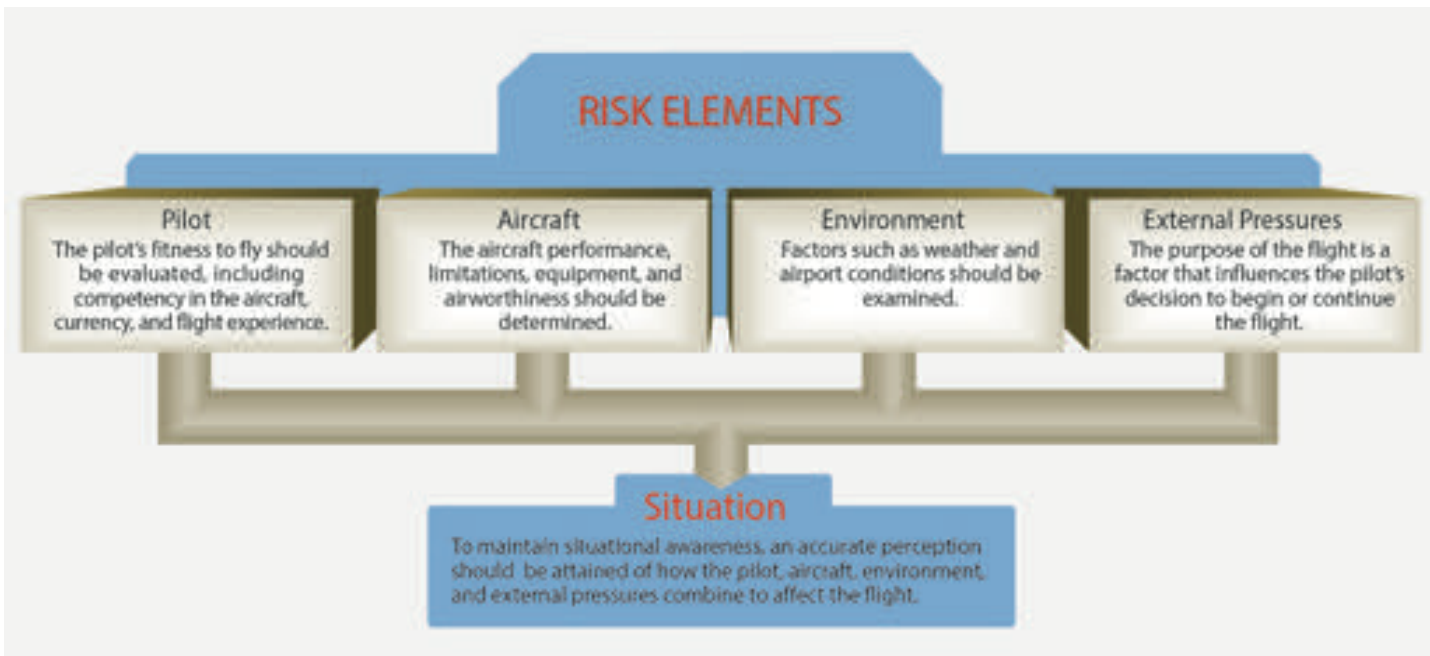 RISK ELEMENTS
Pilot
The pilot's fitness to fly should
be evaluated, including
competency in the aircraft,
currency, and flight experience.
Aircraft
The aircraft performance,
limitations, equipment, and
airworthiness should be
determined.
Environment
Factors such as weather and
airport conditions should be
examined.
External Pressures
The purpose of the flight is a
factor that influences the pilot's
decision to begin or continue
the flight.
Situation
To maintain situational awareness, an accurate perception
should be attained of how the pilot, aircraft, environment,
and external pressures combine to affect the flight.